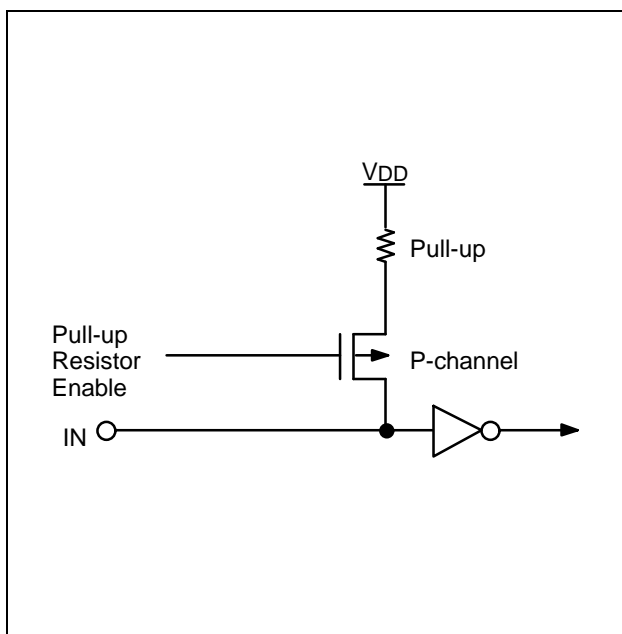 VDD
Pull-up
Pull-up
Resistor
Enable
P-channel
IN